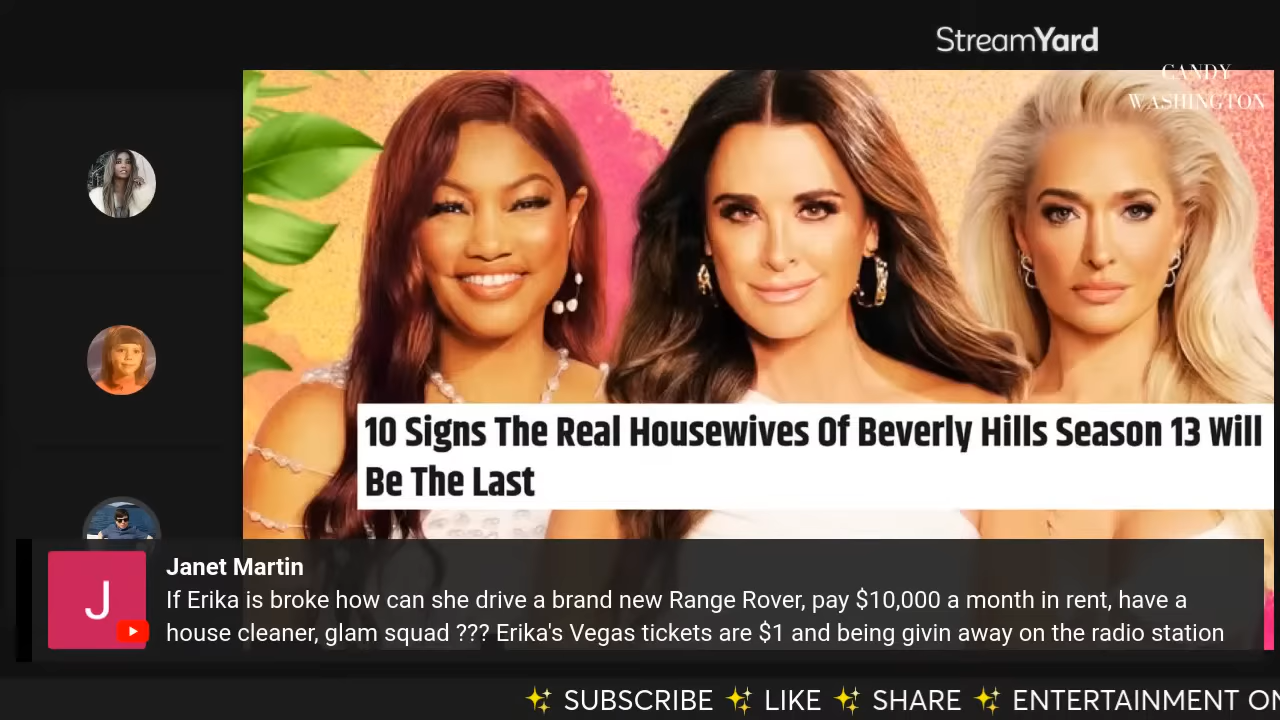 StreamYard
CANDY
WASHINGTON
10 Signs The Real Housewives Of Beverly Hills Season 13 Will
Be The Last
J
Janet Martin
If Erika is broke how can she drive a brand new Range Rover, pay $10,000 a month in rent, have a
house cleaner, glam squad ??? Erika's Vegas tickets are $1 and being givin away on the radio station
✨ SUBSCRIBE ✨ LIKE ✨ SHARE ✨ ENTERTAINMENT ON